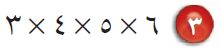 ٣ ٣ × ٤ × ٥ × ٦